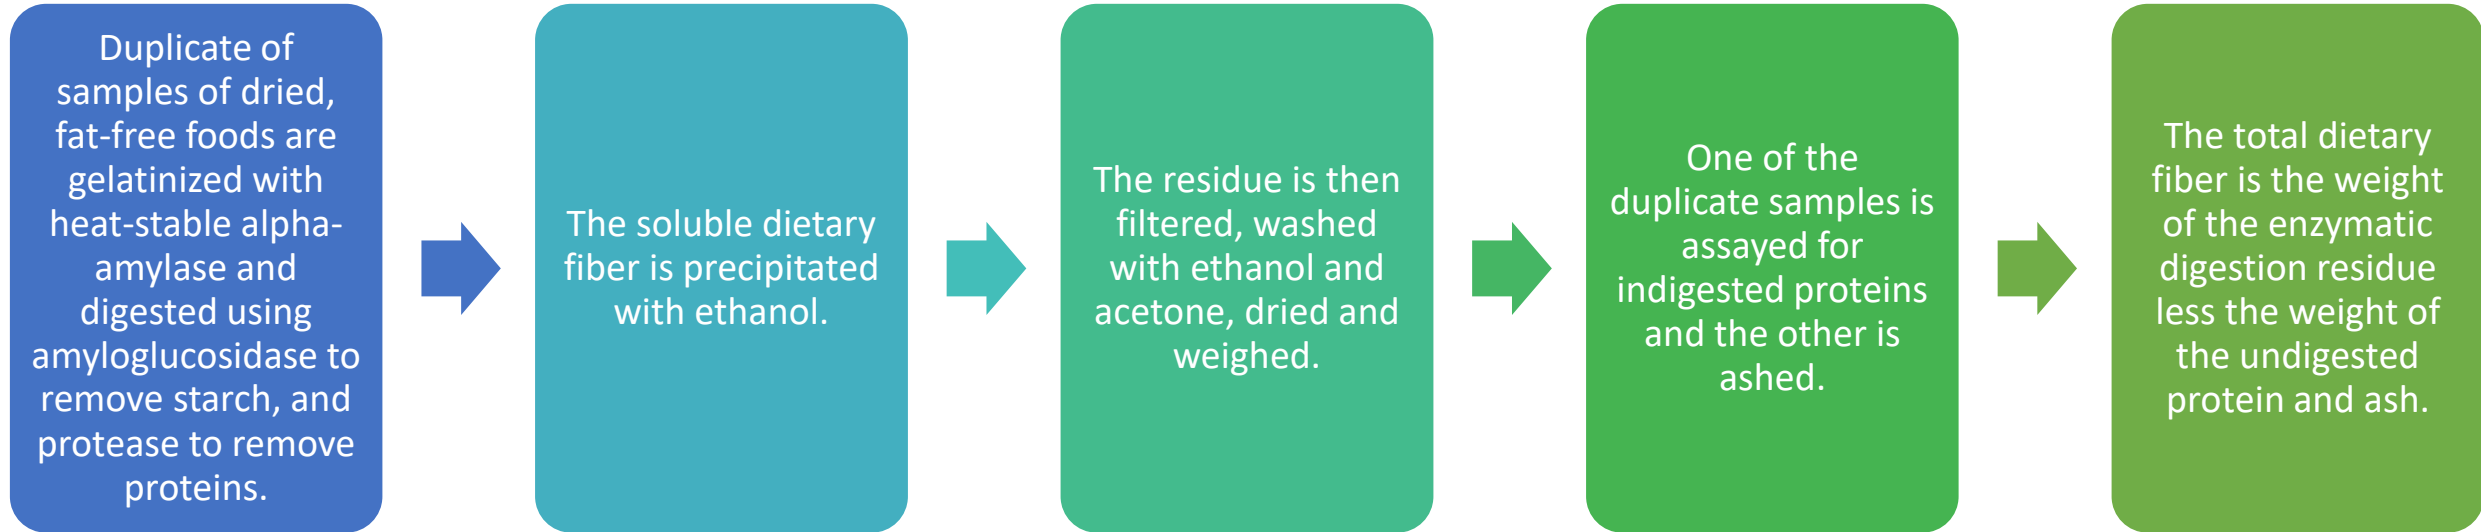 Duplicate of
samples of dried,
fat-free foods are
gelatinized with
heat-stable alpha-
amylase and
digested using
amyloglucosidase to
remove starch, and
protease to remove
proteins.
The soluble dietary
fiber is precipitated
with ethanol.
The residue is then
filtered, washed
with ethanol and
acetone, dried and
weighed.
One of the
duplicate samples is
assayed for
indigested proteins
and the other is
ashed.
The total dietary
fiber is the weight
of the enzymatic
digestion residue
less the weight of
the undigested
protein and ash.